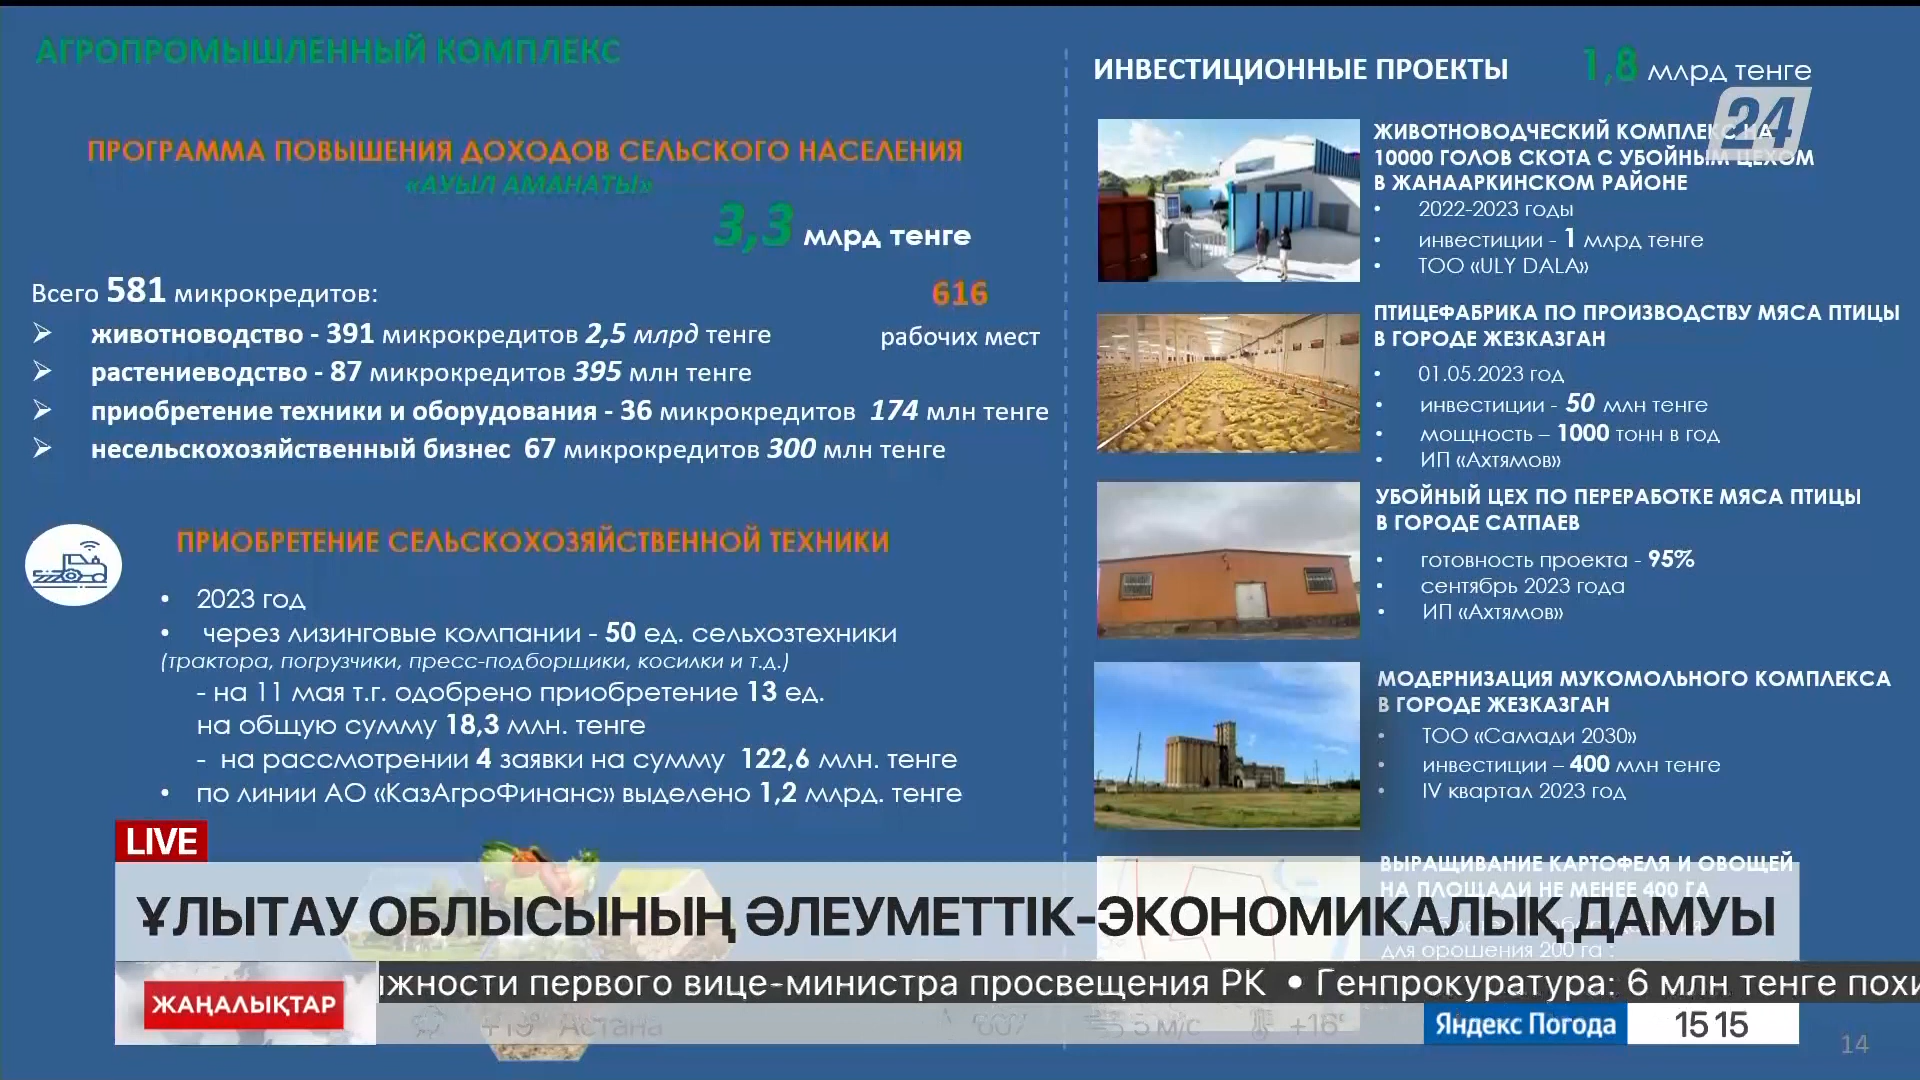 АГРОПРОМЫШЛЕННЫЙ КОМПЛЕКС
ПРОГРАММА ПОВЫШЕНИЯ ДОХОДОВ СЕЛЬСКОГО НАСЕЛЕНИЯ
«АУЫЛ АМАНАТЫ»
3,3 млрд тенге
Всего 581 микрокредитов:
616
рабочих мест
животноводство - 391 микрокредитов 2,5 млрд тенге
растениеводство - 87 микрокредитов 395 млн тенге
приобретение техники и оборудования - 36 микрокредитов 174 млн тенге
несельскохозяйственный бизнес 67 микрокредитов 300 млн тенге
ПРИОБРЕТЕНИЕ СЕЛЬСКОХОЗЯЙСТВЕННОЙ ТЕХНИКИ
• 2023 год
• через лизинговые компании - 50 ед. сельхозтехники
(трактора, погрузчики, пресс-подборщики, косилки и т.д.)
- на 11 мая т.г. одобрено приобретение 13 ед.
на общую сумму 18,3 млн. тенге
- на рассмотрении 4 заявки на сумму 122,6 млн. тенге
• по линии АО «КазАгроФинанс» выделено 1,2 млрд. тенге
ИНВЕСТИЦИОННЫЕ ПРОЕКТЫ 1,8 млрд тенге
24
ЖИВОТНОВОДЧЕСКИЙ КОМПЛЕКС НА
10000 ГОЛОВ СКОТА С УБОЙНЫМ ЦЕХОМ
В ЖАНААРКИНСКОМ РАЙОНЕ
• 2022-2023 годы
• инвестиции - 1 млрд тенге
• ТОО «ULY DALA»
ПТИЦЕФАБРИКА ПО ПРОИЗВОДСТВУ МЯСА ПТИЦЫ
В ГОРОДЕ ЖЕЗКАЗГАН
• 01.05.2023 год
• инвестиции - 50 млн тенге
• мощность – 1000 тонн в год
• ИП «Ахтямов»
УБОЙНЫЙ ЦЕХ ПО ПЕРЕРАБОТКЕ МЯСА ПТИЦЫ
В ГОРОДЕ САТПАЕВ
• готовность проекта - 95%
• сентябрь 2023 года
• ИП «Ахтямов»
МОДЕРНИЗАЦИЯ МУКОМОЛЬНОГО КОМПЛЕКСА
В ГОРОДЕ ЖЕЗКАЗГАН
• ТОО «Самади 2030»
• инвестиции – 400 млн тенге
• IV квартал 2023 год
ВЫРАЩИВАНИЕ КАРТОФЕЛЯ И ОВОЩЕЙ
НА ПЛОЩАДИ НЕ МЕНЕЕ 400 ГА
для орошения 200 га :
LIVE
ҰЛЫТАУ ОБЛЫСЫНЫҢ ӘЛЕУМЕТТІК-ЭКОНОМИКАЛЫҚ ДАМУЫ
ЖАҢАЛЫҚТАР
жности первого вице-министра просвещения РК • Генпрокуратура: 6 млн тенге похи
+19° Астана 60% 5 м/с +16°
Яндекс Погода
15 15
14